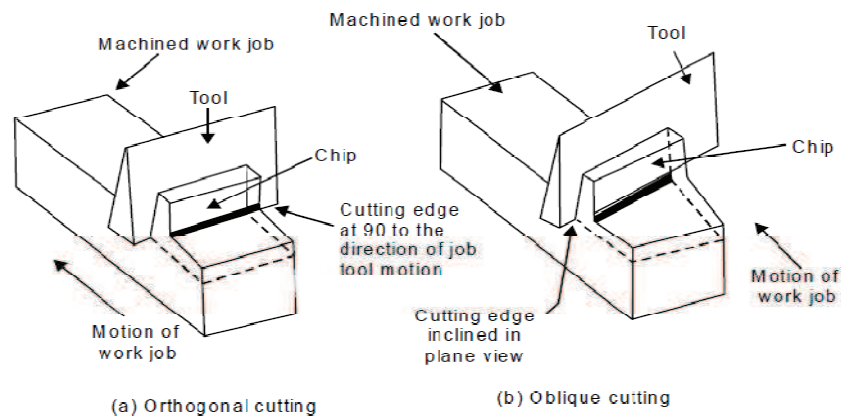 Machined work job
Tool
Chip
Cutting edge
at 90 to the
direction of job
tool motion
Motion of
work job
(a) Orthogonal cutting
Machined work job
Tool
Chip
Motion of
work job
Cutting edge
inclined in
plane view
(b) Oblique cutting